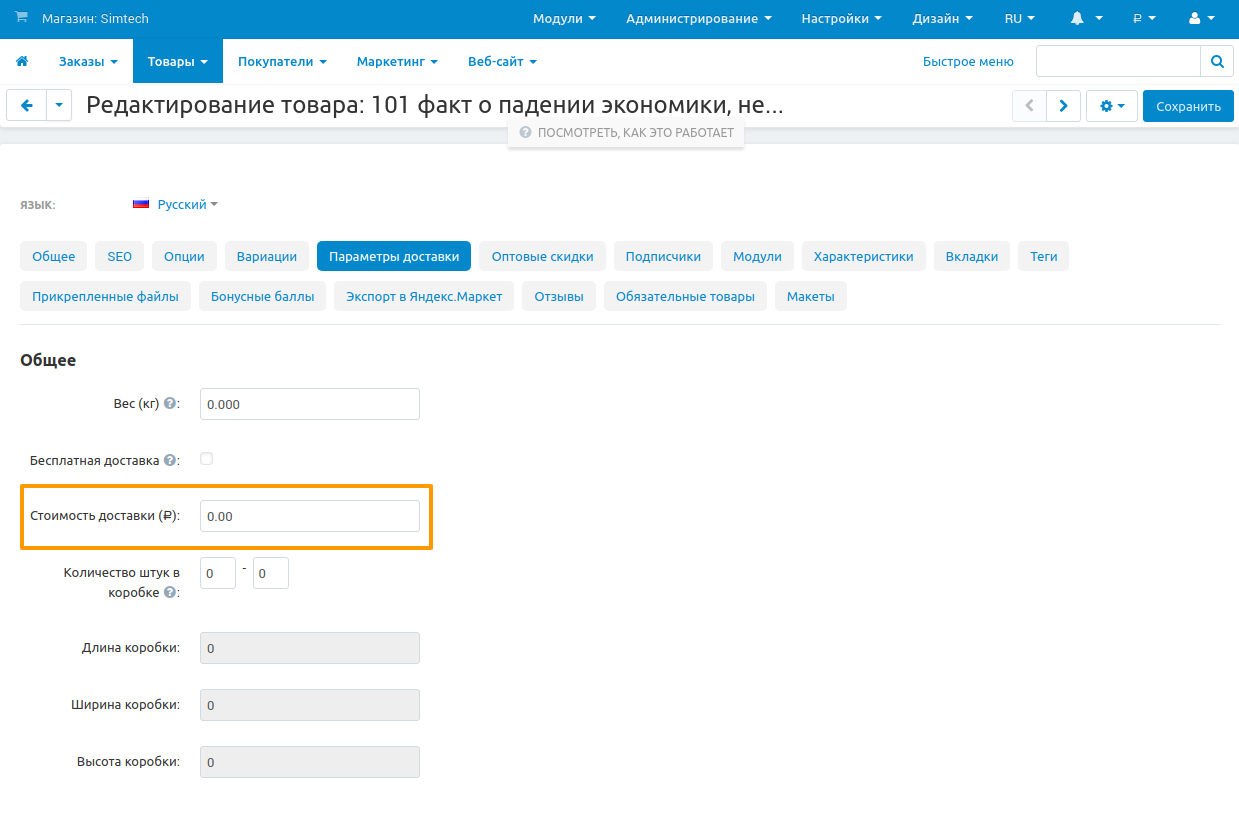 Магазин: Simtech Модули Администрирование Настройки Дизайн RU ₽
Заказы Товары Покупатели Маркетинг Веб-сайт Быстрое меню
Редактирование товара: 101 факт о падении экономики, не... Сохранить
ПОСМОТРЕТЬ, КАК ЭТО РАБОТАЕТ
ЯЗЫК: Русский
Общее SEO Опции Вариации Параметры доставки Оптовые скидки Подписчики Модули Характеристики Вкладки Теги
Прикрепленные файлы Бонусные баллы Экспорт в Яндекс.Маркет Отзывы Обязательные товары Макеты
Общее
Вес (кг) ?: 0.000
Бесплатная доставка ?:
Стоимость доставки (₽): 0.00
Количество штук в
коробке ?: 0 - 0
Длина коробки: 0
Ширина коробки: 0
Высота коробки: 0